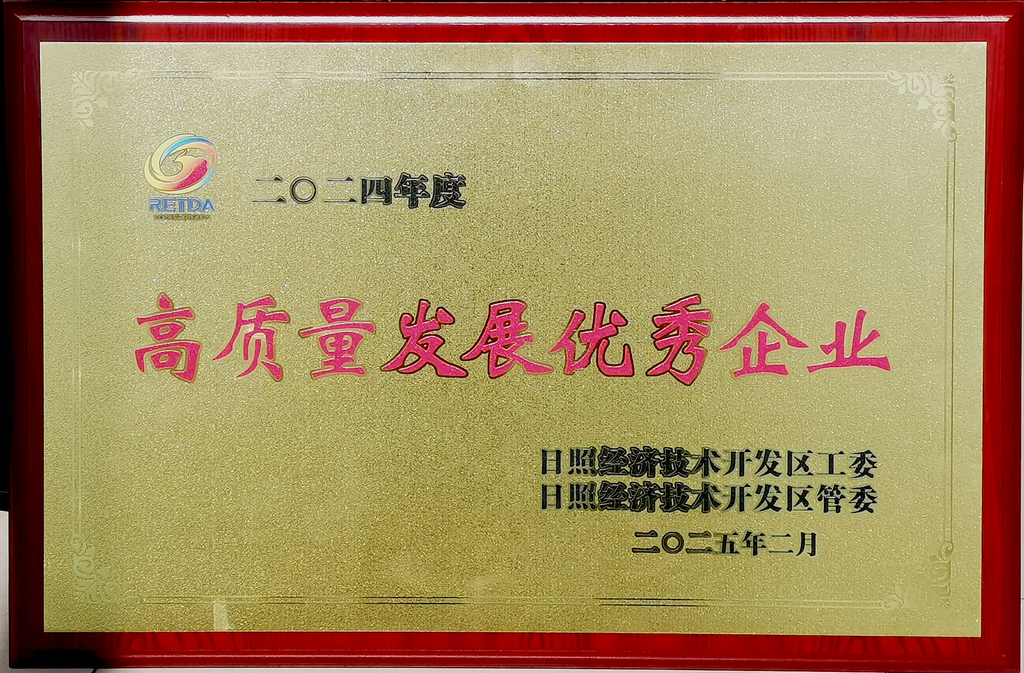 RETDA
二〇二四年度
高质量发展优秀企业
日照经济技术开发区工委
日照经济技术开发区管委
二〇二五年二月